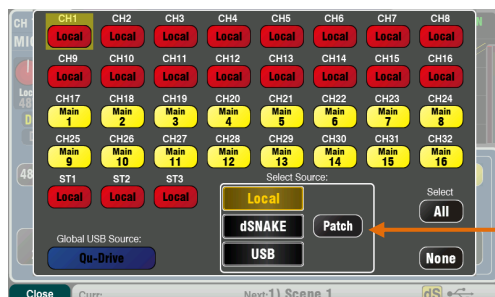 CH1 CH2 CH3 CH4 CH5 CH6 CH7 CH8
Local Local Local Local Local Local Local Local
CH9 CH10 CH11 CH12 CH13 CH14 CH15 CH16
Local Local Local Local Local Local Local Local
CH17 CH18 CH19 CH20 CH21 CH22 CH23 CH24
Main Main Main Main Main Main Main Main
1 2 3 4 5 6 7 8
CH25 CH26 CH27 CH28 CH29 CH30 CH31 CH32
Main Main Main Main Main Main Main Main
9 10 11 12 13 14 15 16
ST1 ST2 ST3 Select Source:
Local Local Local Local
Select
All
dSNAKE Patch
Global USB Source:
Qu-Drive USB None
Close Curr: Next:1) Scene 1 dS